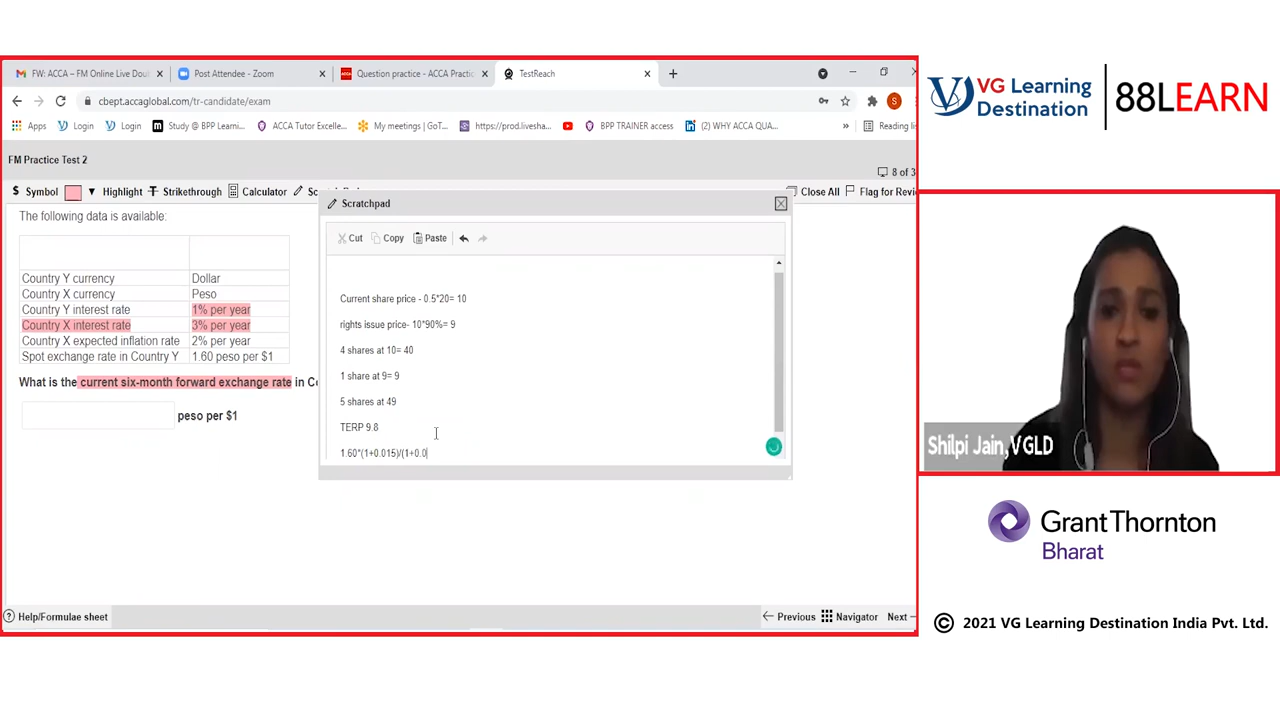 FW: ACCA – FM Online Live Dou
Post Attendee - Zoom
Question practice - ACCA Practic
TestReach
cbept.accaglobal.com/tr-candidate/exam
Apps
Login
Login
Study @ BPP Learni...
ACCA Tutor Excelle...
My meetings | GoT...
https://prod.livesha...
BPP TRAINER access
(2) WHY ACCA QUA...
Reading lis
FM Practice Test 2
8 of 3
$ Symbol
Highlight
Strikethrough
Calculator
Close All
Flag for Revie
The following data is available:
Country Y currency Dollar
Country X currency Peso
Country Y interest rate 1% per year
Country X interest rate 3% per year
Country X expected inflation rate 2% per year
Spot exchange rate in Country Y 1.60 peso per $1
What is the current six-month forward exchange rate in Co
peso per $1
Scratchpad
Cut Copy Paste
Current share price - 0.5*20= 10
rights issue price- 10*90%= 9
4 shares at 10= 40
1 share at 9= 9
5 shares at 49
TERP 9.8
1.60*(1+0.015)/(1+0.0
Help/Formulae sheet
Previous
Navigator
Next
VG Learning
Destination
88LEARN
Shilpi Jain,VGLD
GrantThornton
Bharat
© 2021 VG Learning Destination India Pvt. Ltd.